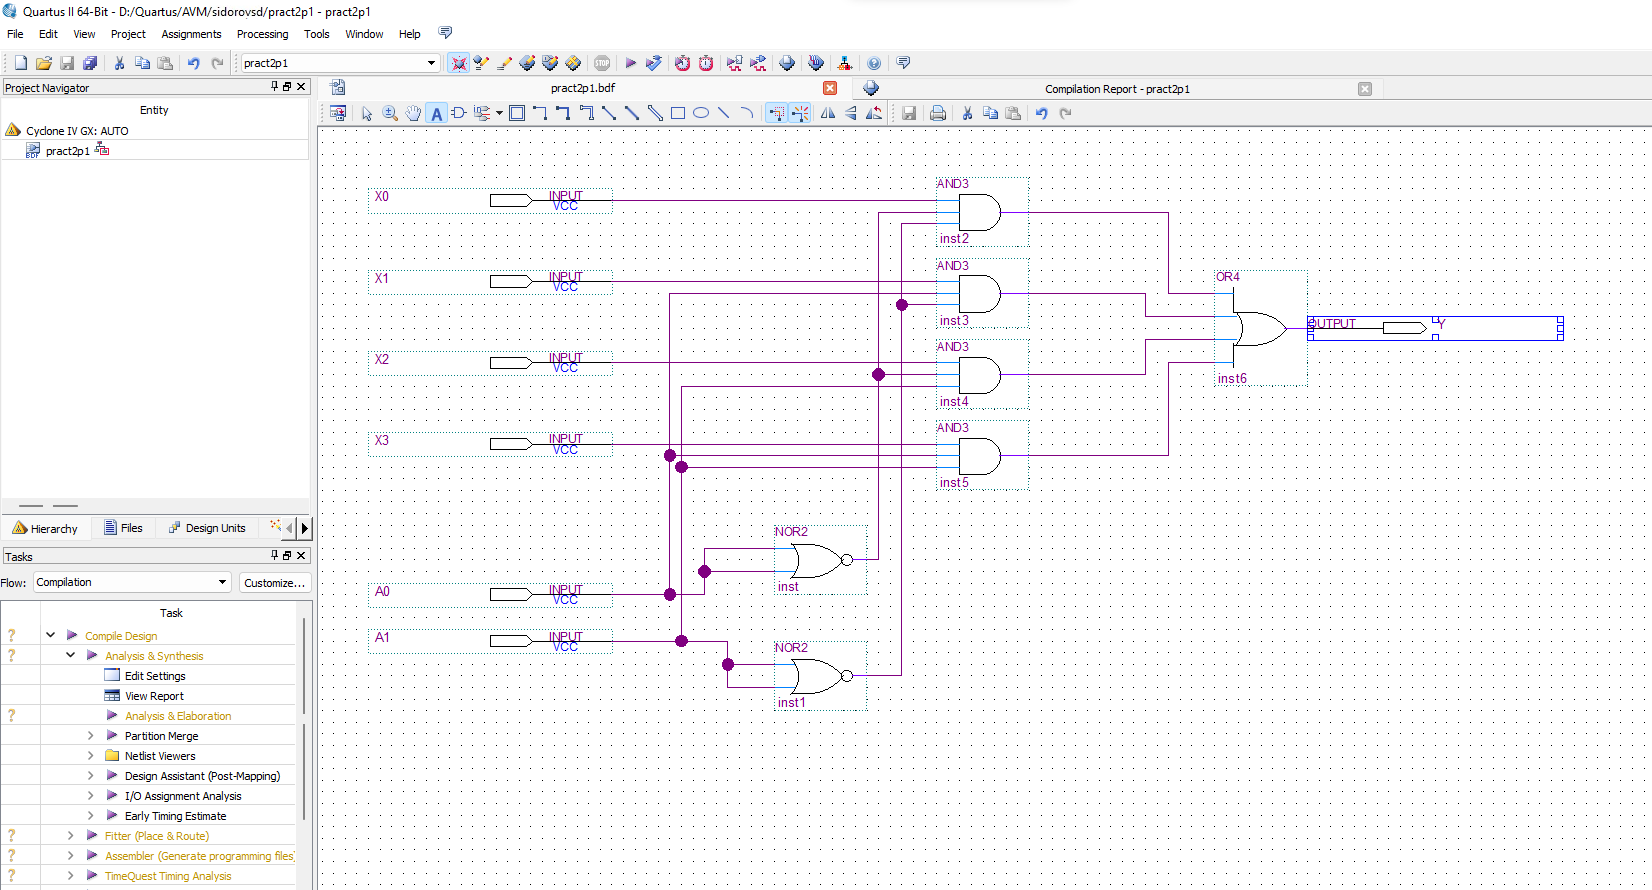 Quartus II 64-Bit - D:/Quartus/AVM/sidorovsd/pract2p1 - pract2p1
File Edit View Project Assignments Processing Tools Window Help
pract2p1
Project Navigator
pract2p1.bdf
Compilation Report - pract2p1
Entity
Cyclone IV GX: AUTO
pract2p1
Hierarchy Files Design Units
Tasks
Flow: Compilation Customize...
Task
Compile Design
Analysis & Synthesis
Edit Settings
View Report
Analysis & Elaboration
Partition Merge
Netlist Viewers
Design Assistant (Post-Mapping)
I/O Assignment Analysis
Early Timing Estimate
Fitter (Place & Route)
Assembler (Generate programming files)
TimeQuest Timing Analysis
X0 INPUT
VCC
AND3
inst2
X1 INPUT
VCC
AND3
inst3
X2 INPUT
VCC
AND3
inst4
X3 INPUT
VCC
AND3
inst5
OR4
inst6
OUTPUT Y
A0 INPUT
VCC
NOR2
inst
A1 INPUT
VCC
NOR2
inst1